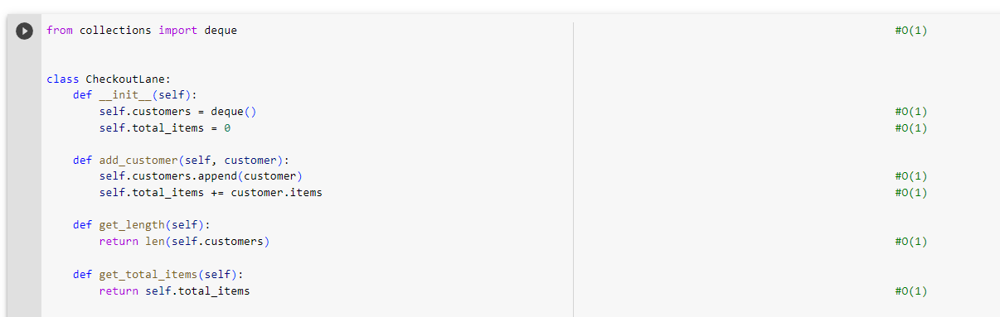 from collections import deque #O(1)
class CheckoutLane:
def __init__(self):
self.customers = deque() #O(1)
self.total_items = 0 #O(1)
def add_customer(self, customer):
self.customers.append(customer) #O(1)
self.total_items += customer.items #O(1)
def get_length(self):
return len(self.customers) #O(1)
def get_total_items(self):
return self.total_items #O(1)